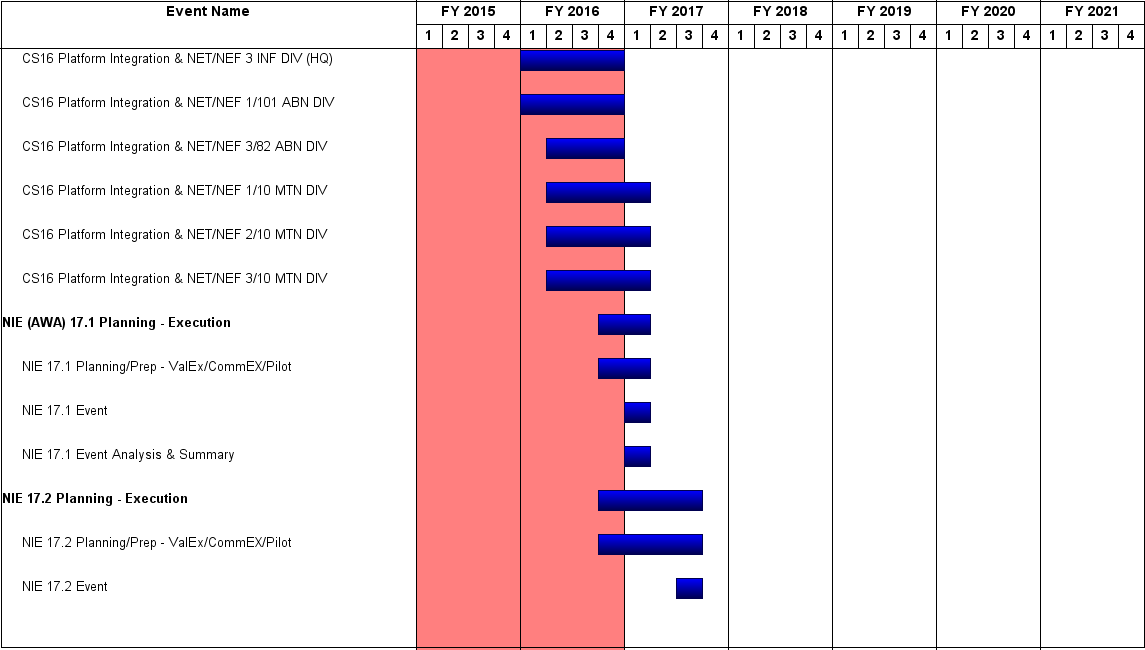 Event Name FY 2015 FY 2016 FY 2017 FY 2018 FY 2019 FY 2020 FY 2021
1 2 3 4 1 2 3 4 1 2 3 4 1 2 3 4 1 2 3 4 1 2 3 4 1 2 3 4
CS16 Platform Integration & NET/NEF 3 INF DIV (HQ)
CS16 Platform Integration & NET/NEF 1/101 ABN DIV
CS16 Platform Integration & NET/NEF 3/82 ABN DIV
CS16 Platform Integration & NET/NEF 1/10 MTN DIV
CS16 Platform Integration & NET/NEF 2/10 MTN DIV
CS16 Platform Integration & NET/NEF 3/10 MTN DIV
NIE (AWA) 17.1 Planning - Execution
NIE 17.1 Planning/Prep - ValEx/CommEX/Pilot
NIE 17.1 Event
NIE 17.1 Event Analysis & Summary
NIE 17.2 Planning - Execution
NIE 17.2 Planning/Prep - ValEx/CommEX/Pilot
NIE 17.2 Event